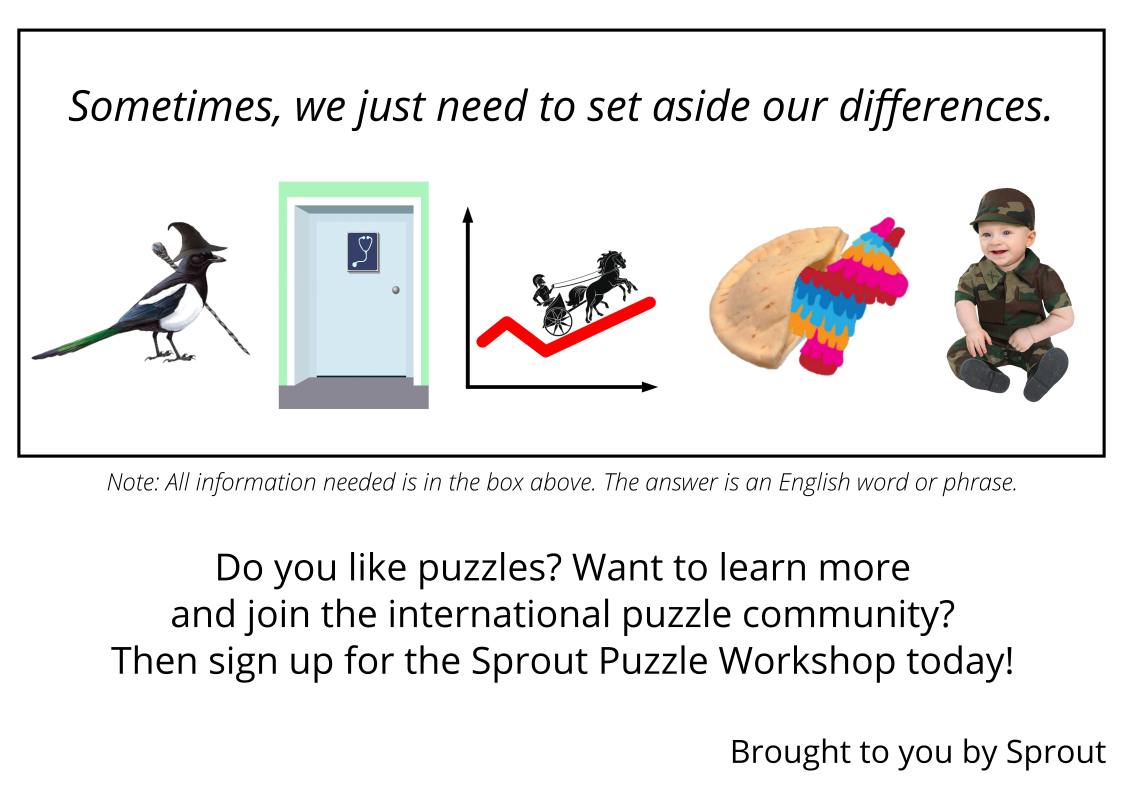 Sometimes, we just need to set aside our differences.
Note: All information needed is in the box above. The answer is an English word or phrase.
Do you like puzzles? Want to learn more
and join the international puzzle community?
Then sign up for the Sprout Puzzle Workshop today!
Brought to you by Sprout